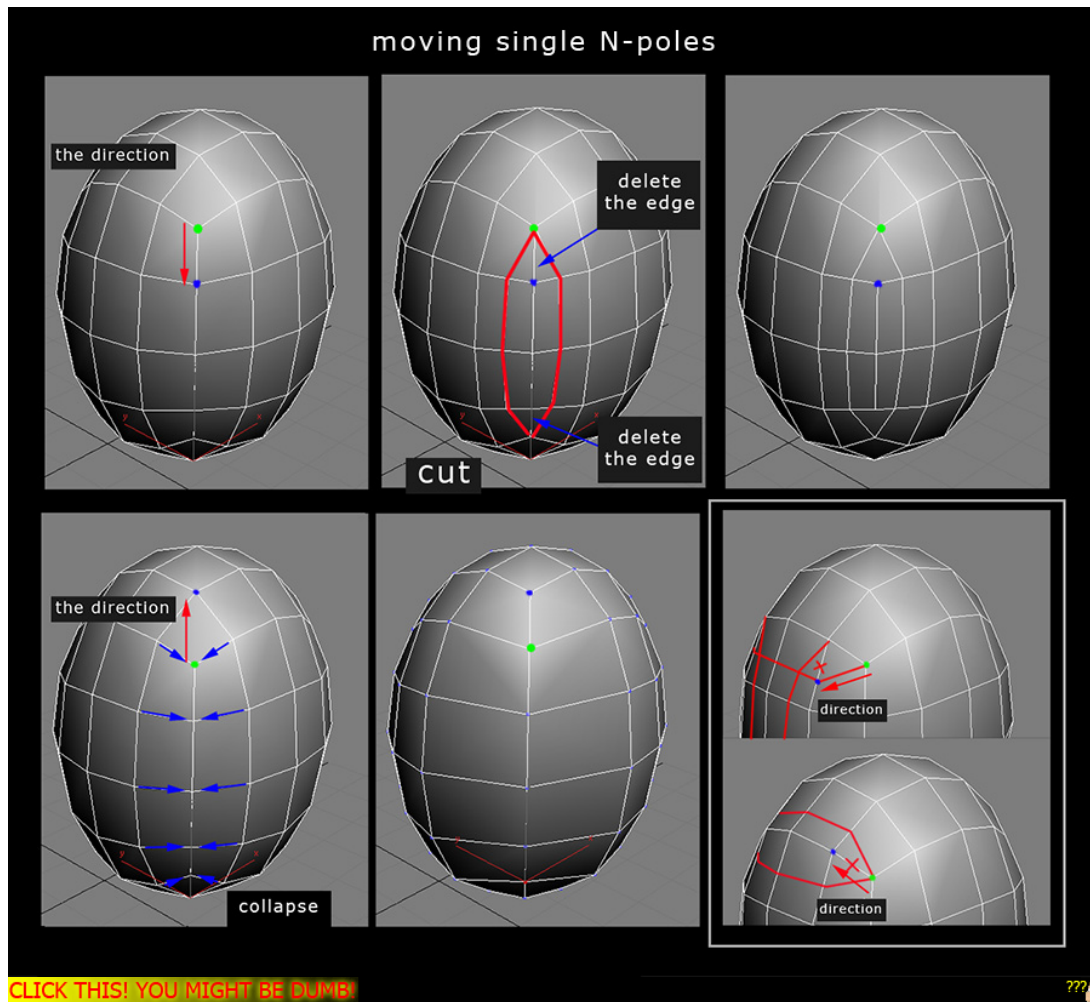 moving single N-poles
the direction
delete
the edge
delete
the edge
cut
y
x
y
x
the direction
collapse
y
x
direction
direction
CLICK THIS! YOU MIGHT BE DUMB!
???